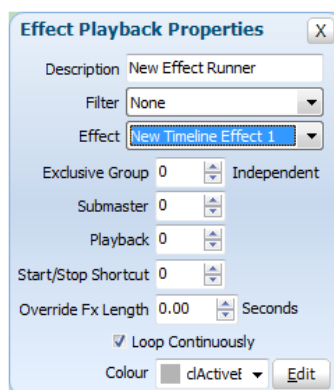 Effect Playback Properties X
Description New Effect Runner
Filter None
Effect New Timeline Effect 1
Exclusive Group 0 Independent
Submaster 0
Playback 0
Start/Stop Shortcut 0
Override Fx Length 0.00 Seconds
Loop Continuously
Colour Edit